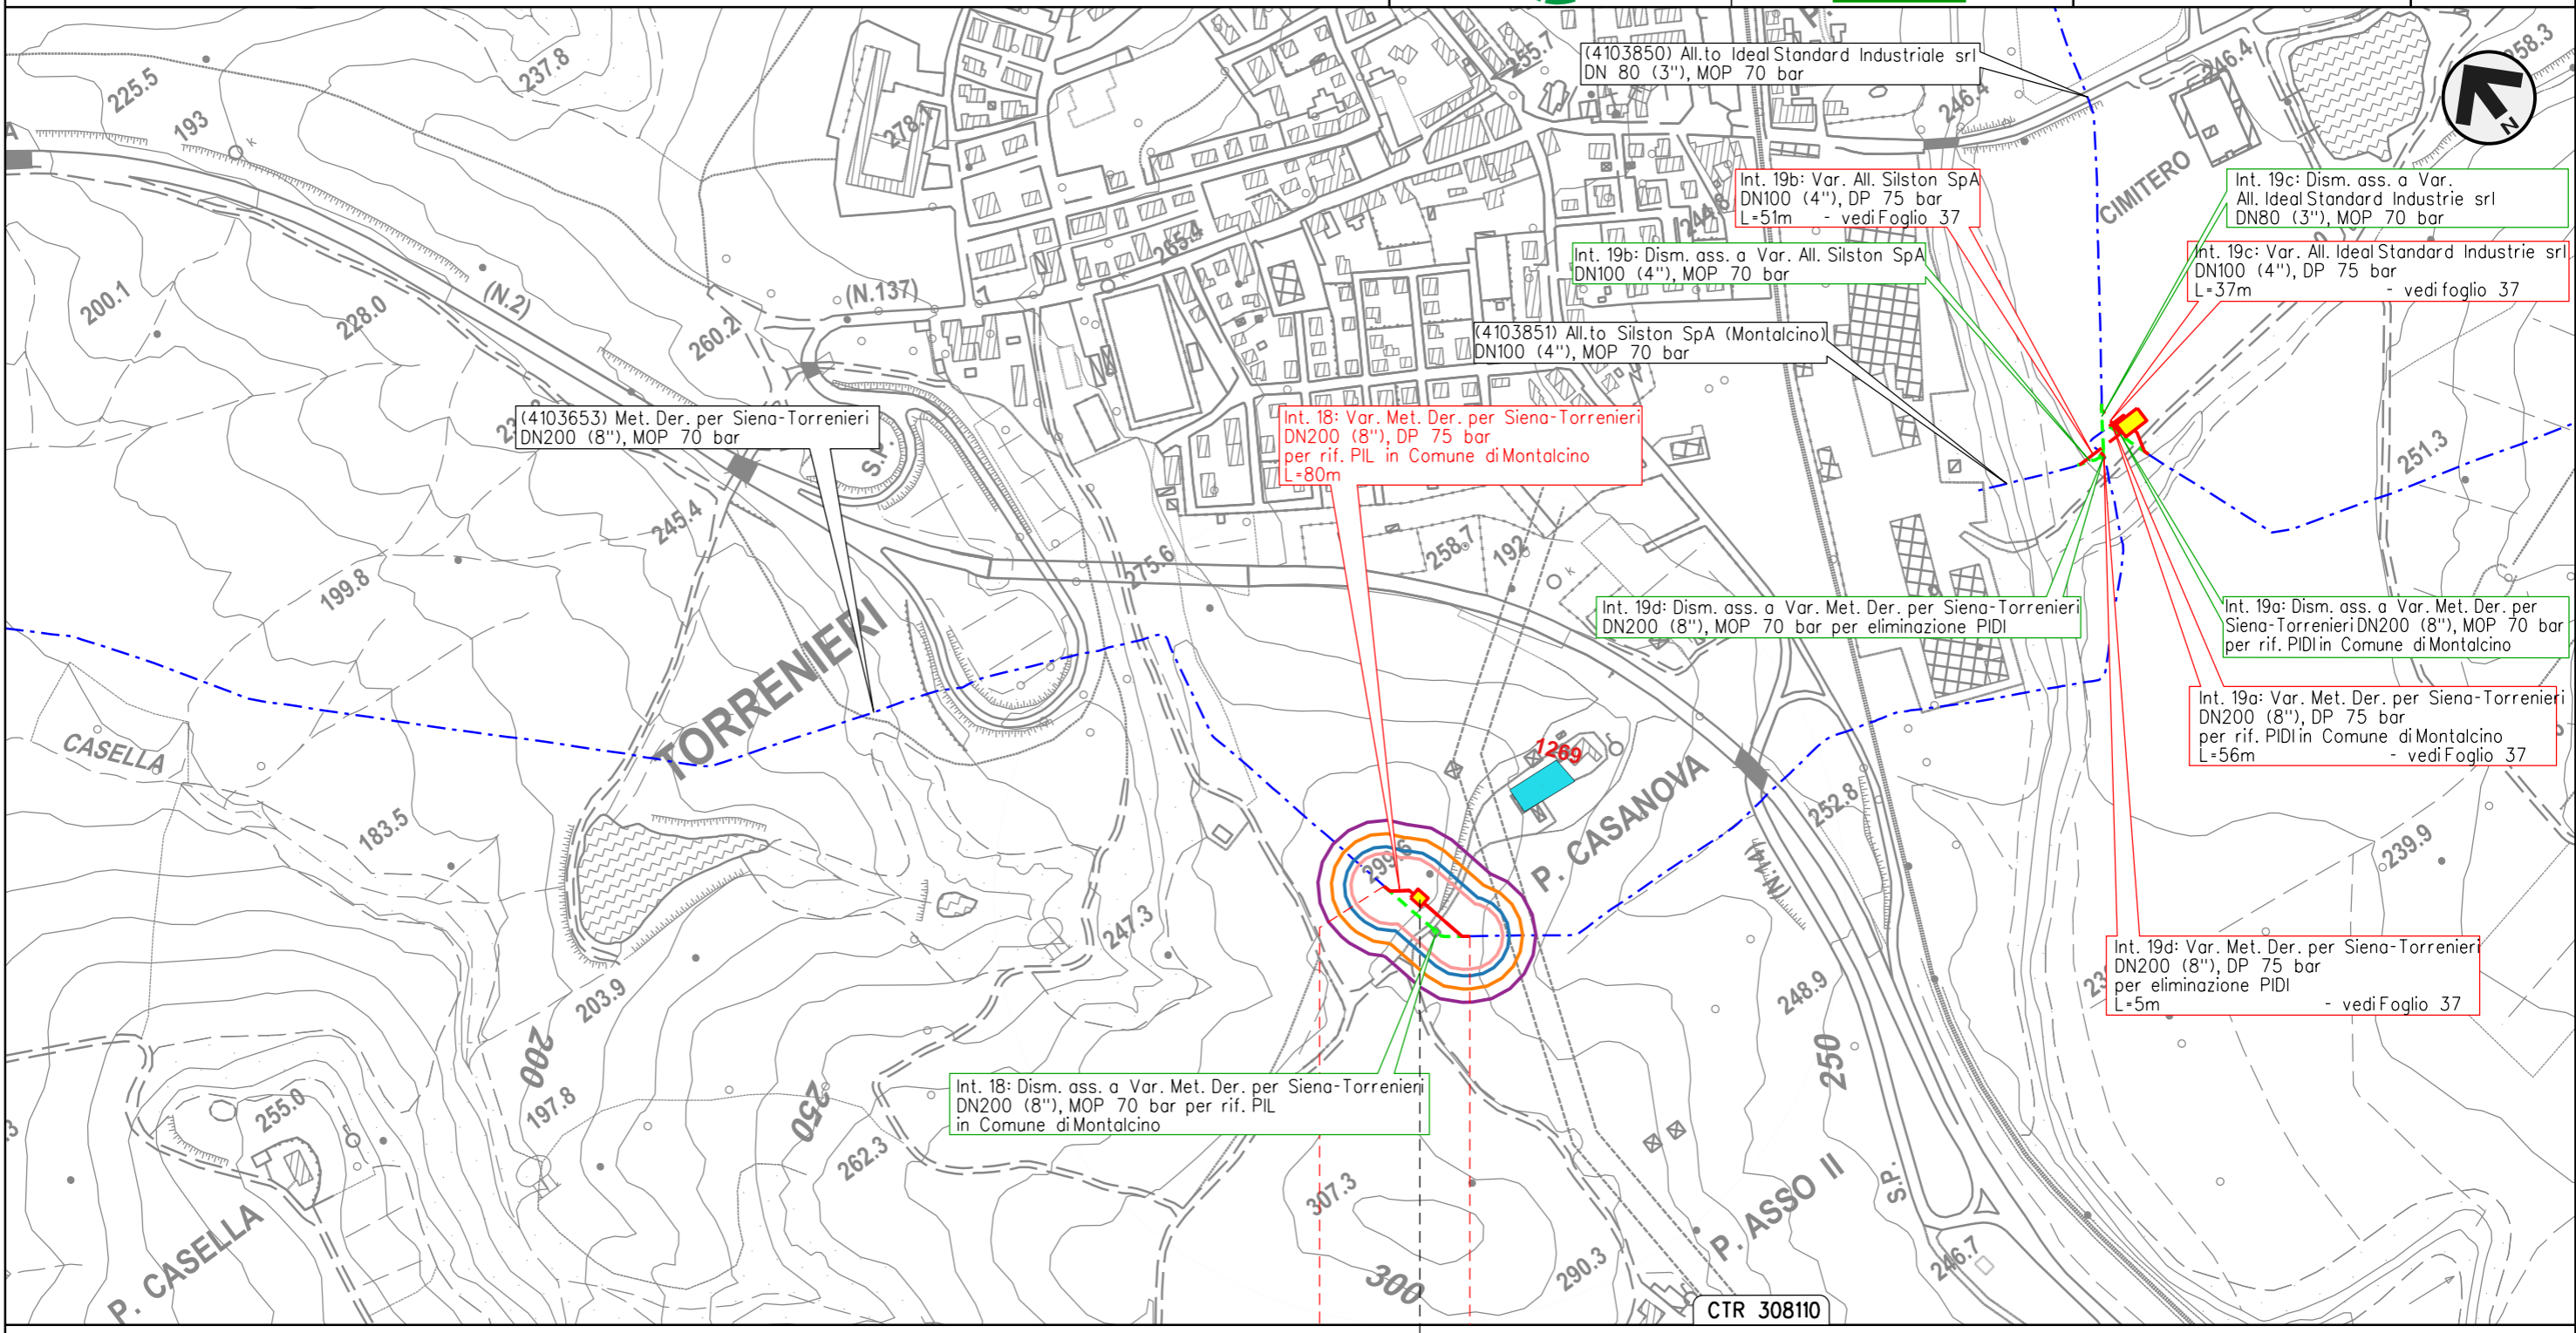 (4103850) All.to Ideal Standard Industriale srl
DN 80 (3"), MOP 70 bar
Int. 19b: Var. All. Silston SpA
DN100 (4"), DP 75 bar
L=51m - vedi Foglio 37
Int. 19c: Dism. ass. a Var.
All. Ideal Standard Industrie srl
DN80 (3"), MOP 70 bar
Int. 19b: Dism. ass. a Var. All. Silston SpA
DN100 (4"), MOP 70 bar
Int. 19c: Var. All. Ideal Standard Industrie srl
DN100 (4"), DP 75 bar
L=37m - vedi foglio 37
(4103851) All.to Silston SpA (Montalcino)
DN100 (4"), MOP 70 bar
(4103653) Met. Der. per Siena-Torrenieri
DN200 (8"), MOP 70 bar
Int. 18: Var. Met. Der. per Siena-Torrenieri
DN200 (8"), DP 75 bar
per rif. PIL in Comune di Montalcino
L=80m
Int. 19d: Dism. ass. a Var. Met. Der. per Siena-Torrenieri
DN200 (8"), MOP 70 bar per eliminazione PIDI
Int. 19a: Dism. ass. a Var. Met. Der. per
Siena-Torrenieri DN200 (8"), MOP 70 bar
per rif. PIDI in Comune di Montalcino
Int. 19a: Var. Met. Der. per Siena-Torrenieri
DN200 (8"), DP 75 bar
per rif. PIDI in Comune di Montalcino
L=56m - vedi Foglio 37
Int. 19d: Var. Met. Der. per Siena-Torrenieri
DN200 (8"), DP 75 bar
per eliminazione PIDI
L=5m - vedi Foglio 37
Int. 18: Dism. ass. a Var. Met. Der. per Siena-Torrenieri
DN200 (8"), MOP 70 bar per rif. PIL
in Comune di Montalcino
225.5
193
K
237.8
278.1
255.7
246.4
246.4
258.3
N
CIMITERO
244.8
265.4
(N.137)
(N.2)
200.1
228.0
260.2
S.P.
245.4
199.8
275.6
258.7
192
K
251.3
TORRENIERI
CASELLA
183.5
1269
P. CASANOVA
252.8
299.6
239.9
247.3
203.9
248.9
200
197.8
250
262.3
250
255.0
P. CASELLA
307.3
300
290.3
P. ASSO II
S.P.
246.7
CTR 308110